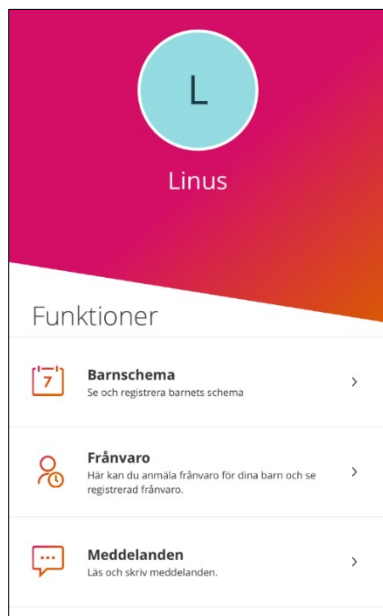 L
Linus
Funktioner
7
Barnschema
Se och registrera barnets schema
Frånvaro
Här kan du anmäla frånvaro för dina barn och se
registrerad frånvaro.
Meddelanden
Läs och skriv meddelanden.